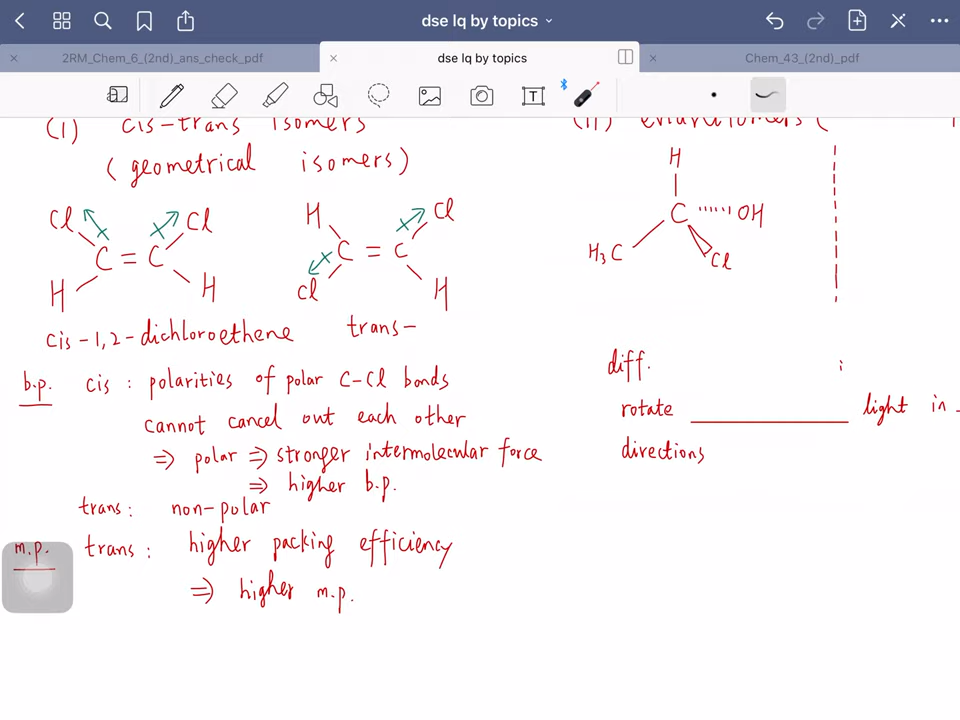 dse lq by topics
2RM_Chem_6_(2nd)_ans_check_pdf
dse lq by topics
Chem_43_(2nd)_pdf
(i) cis-trans isomers
(geometrical isomers)
Cl Cl
C = C
H H
H Cl
C = C
Cl H
cis-1,2-dichloroethene trans-
b.p. cis : polarities of polar C-Cl bonds
cannot cancel out each other
⇒ polar ⇒ stronger intermolecular force
⇒ higher b.p.
trans: non-polar
m.p. trans: higher packing efficiency
⇒ higher m.p.
(ii) enantiomers (
H
C OH
H₃C Cl
diff.
rotate ________ light in
directions